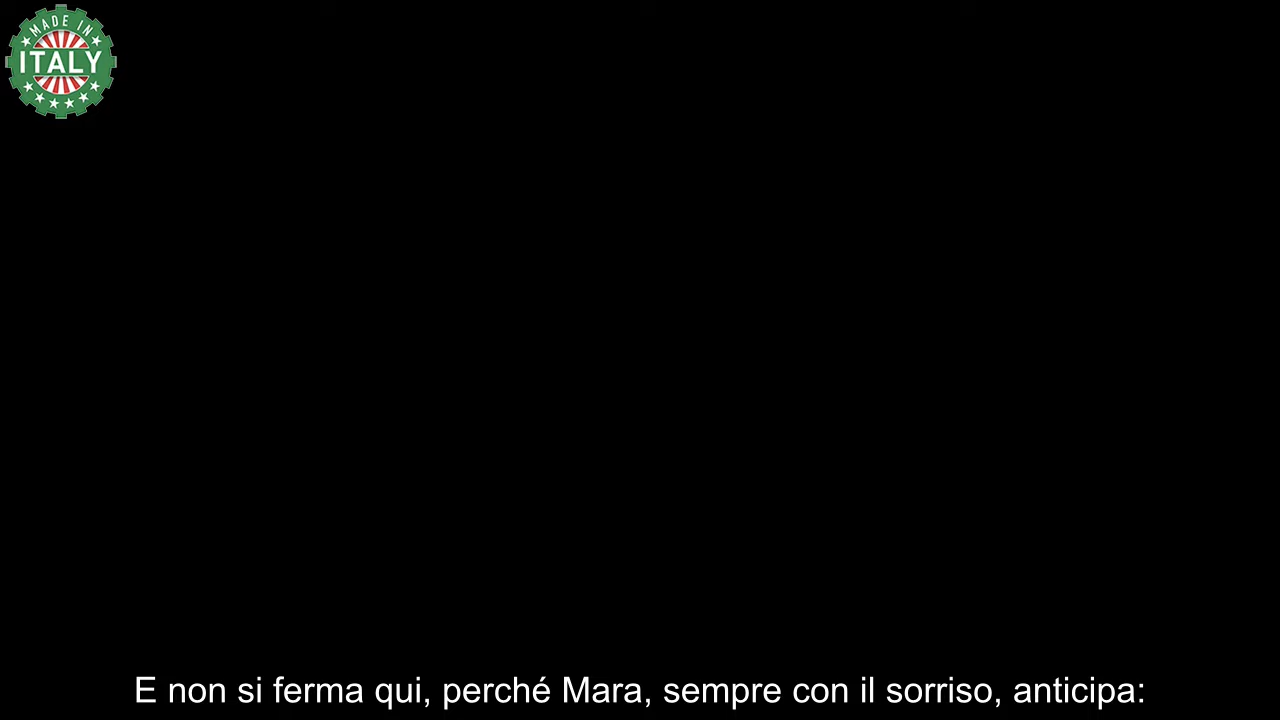 MADE IN
ITALY
E non si ferma qui, perché Mara, sempre con il sorriso, anticipa: